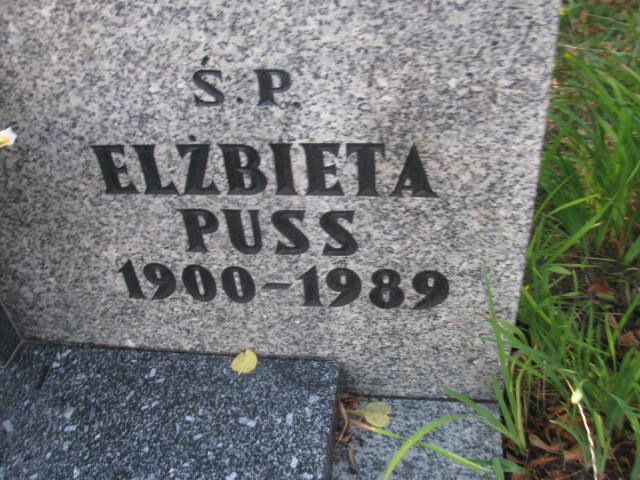 Ś.P.
ELŻBIETA
PUSS
1900-1989